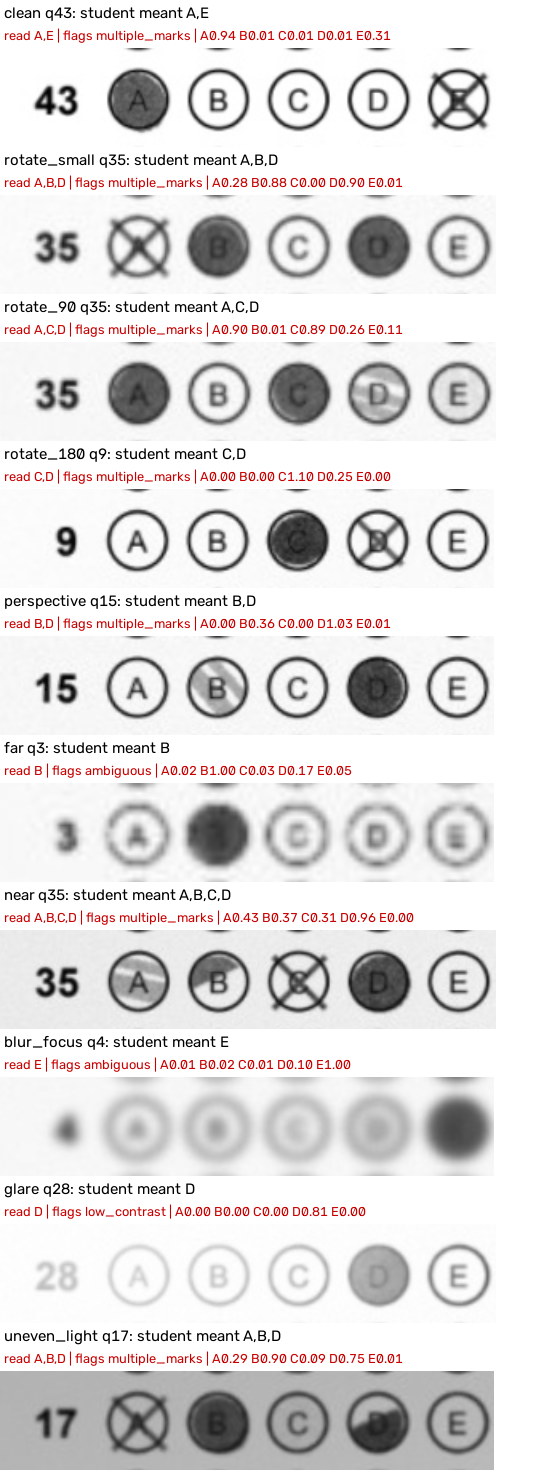 clean q43: student meant A,E
read A,E | flags multiple_marks | A0.94 B0.01 C0.01 D0.01 E0.31
43 A B C D E
rotate_small q35: student meant A,B,D
read A,B,D | flags multiple_marks | A0.28 B0.88 C0.00 D0.90 E0.01
35 A B C D E
rotate_90 q35: student meant A,C,D
read A,C,D | flags multiple_marks | A0.90 B0.01 C0.89 D0.26 E0.11
35 A B C D E
rotate_180 q9: student meant C,D
read C,D | flags multiple_marks | A0.00 B0.00 C1.10 D0.25 E0.00
9 A B C D E
perspective q15: student meant B,D
read B,D | flags multiple_marks | A0.00 B0.36 C0.00 D1.03 E0.01
15 A B C D E
far q3: student meant B
read B | flags ambiguous | A0.02 B1.00 C0.03 D0.17 E0.05
3 A C D E
near q35: student meant A,B,C,D
read A,B,C,D | flags multiple_marks | A0.43 B0.37 C0.31 D0.96 E0.00
35 A B C D E
blur_focus q4: student meant E
read E | flags ambiguous | A0.01 B0.02 C0.01 D0.10 E1.00
4 A B C D
glare q28: student meant D
read D | flags low_contrast | A0.00 B0.00 C0.00 D0.81 E0.00
28 A B C D E
uneven_light q17: student meant A,B,D
read A,B,D | flags multiple_marks | A0.29 B0.90 C0.09 D0.75 E0.01
17 A B C D E